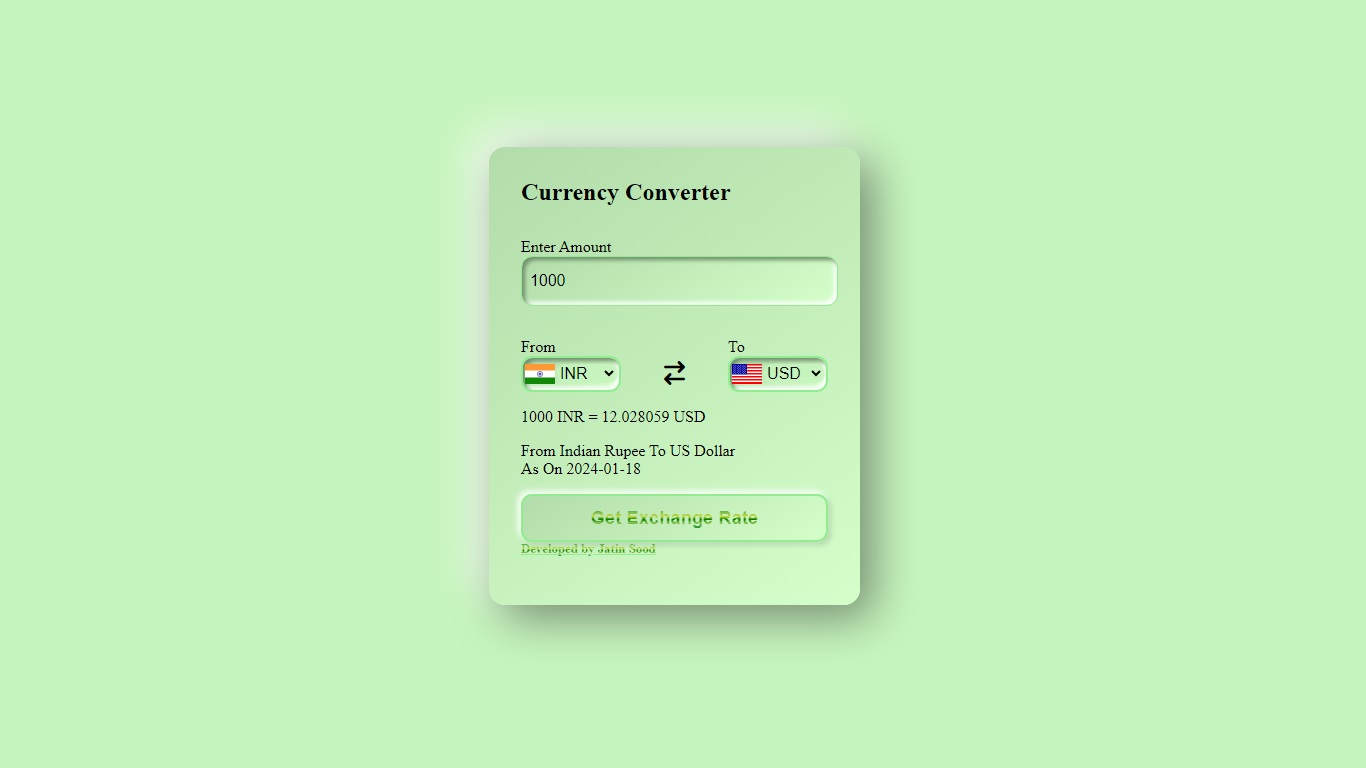 Currency Converter
Enter Amount
1000
From
To
INR
USD
1000 INR = 12.028059 USD
From Indian Rupee To US Dollar
As On 2024-01-18
Get Exchange Rate
Developed by Jatin Sood